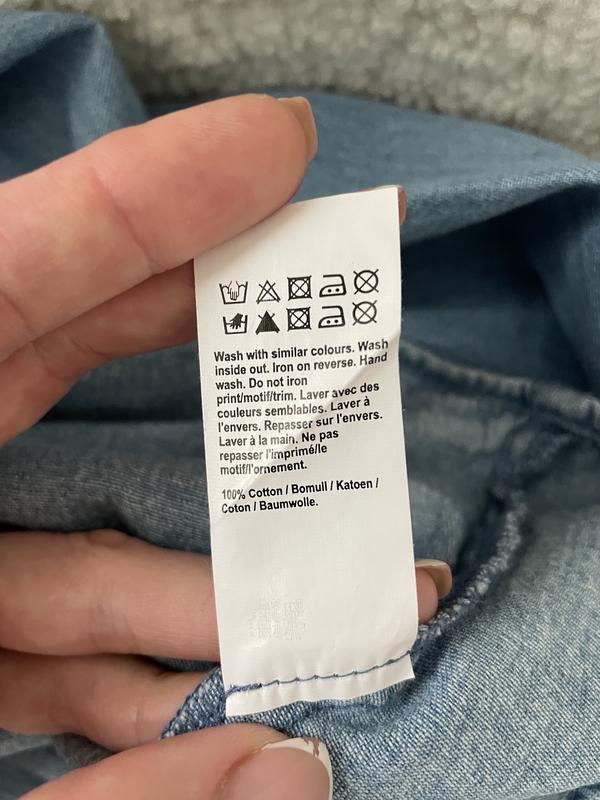 Wash with similar colours. Wash
inside out. Iron on reverse. Hand
wash. Do not iron
print/motif/trim. Laver avec des
couleurs semblables. Laver à
l'envers. Repasser sur l'envers.
Laver à la main. Ne pas
repasser l'imprimé/le
motif/l'ornement.
100% Cotton / Bomull / Katoen /
Coton / Baumwolle.